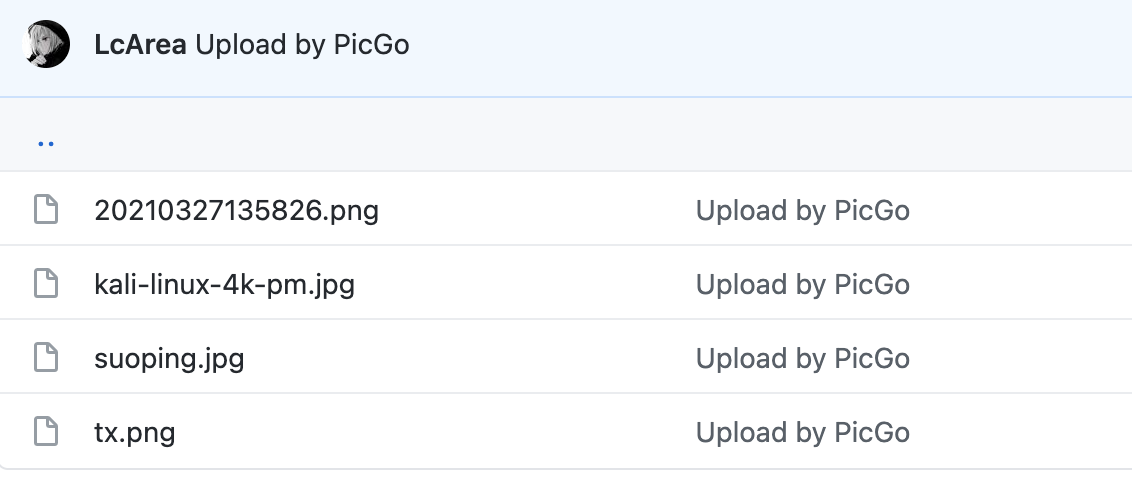 LcArea Upload by PicGo
..
20210327135826.png Upload by PicGo
kali-linux-4k-pm.jpg Upload by PicGo
suoping.jpg Upload by PicGo
tx.png Upload by PicGo